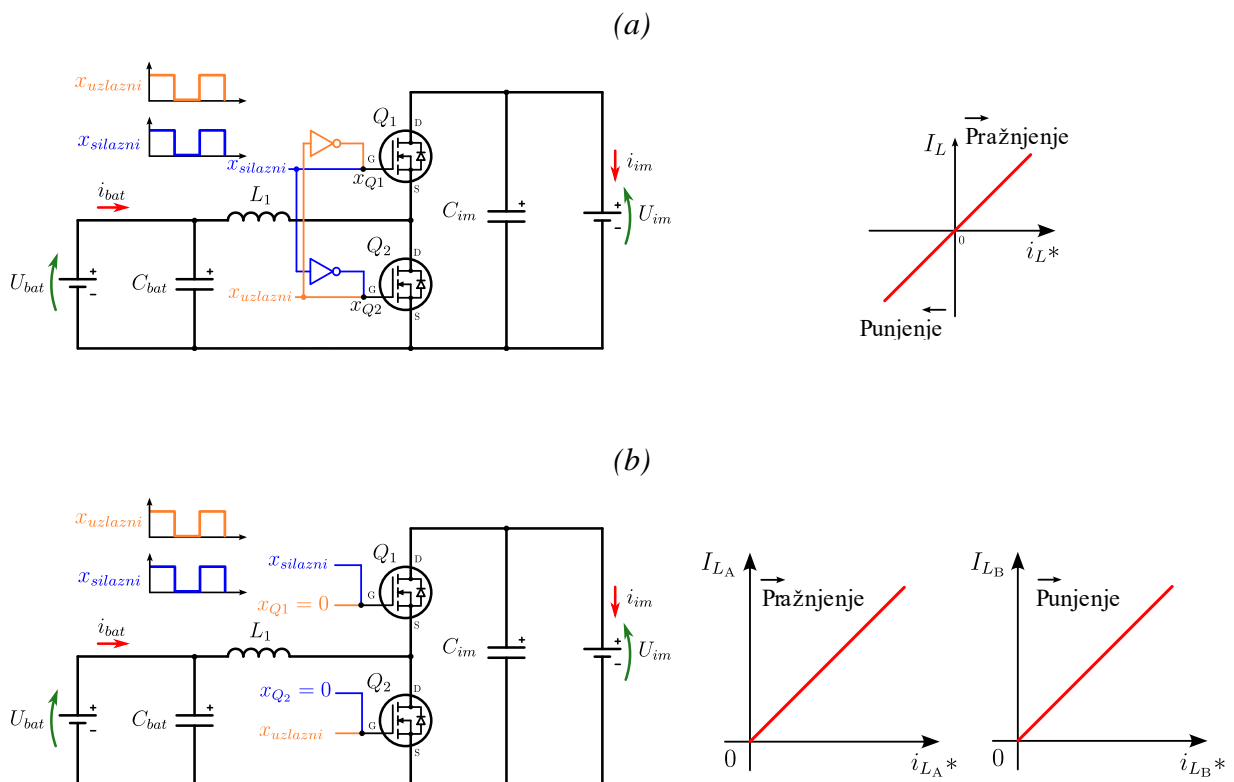 (a)
x_uzlazni
x_silazni
i_bat
L_1
U_bat
C_bat
x_silazni
x_uzlazni
G
x_Q1
G
x_Q2
Q_1
D
S
Q_2
D
S
C_im
i_im
U_im
I_L
Pražnjenje
0
i_L*
Punjenje
(b)
x_uzlazni
x_silazni
i_bat
L_1
U_bat
C_bat
x_silazni
x_Q1 = 0
G
x_Q2 = 0
x_uzlazni
G
Q_1
D
S
Q_2
D
S
C_im
i_im
U_im
I_LA
Pražnjenje
0
i_LA*
I_LB
Punjenje
0
i_LB*